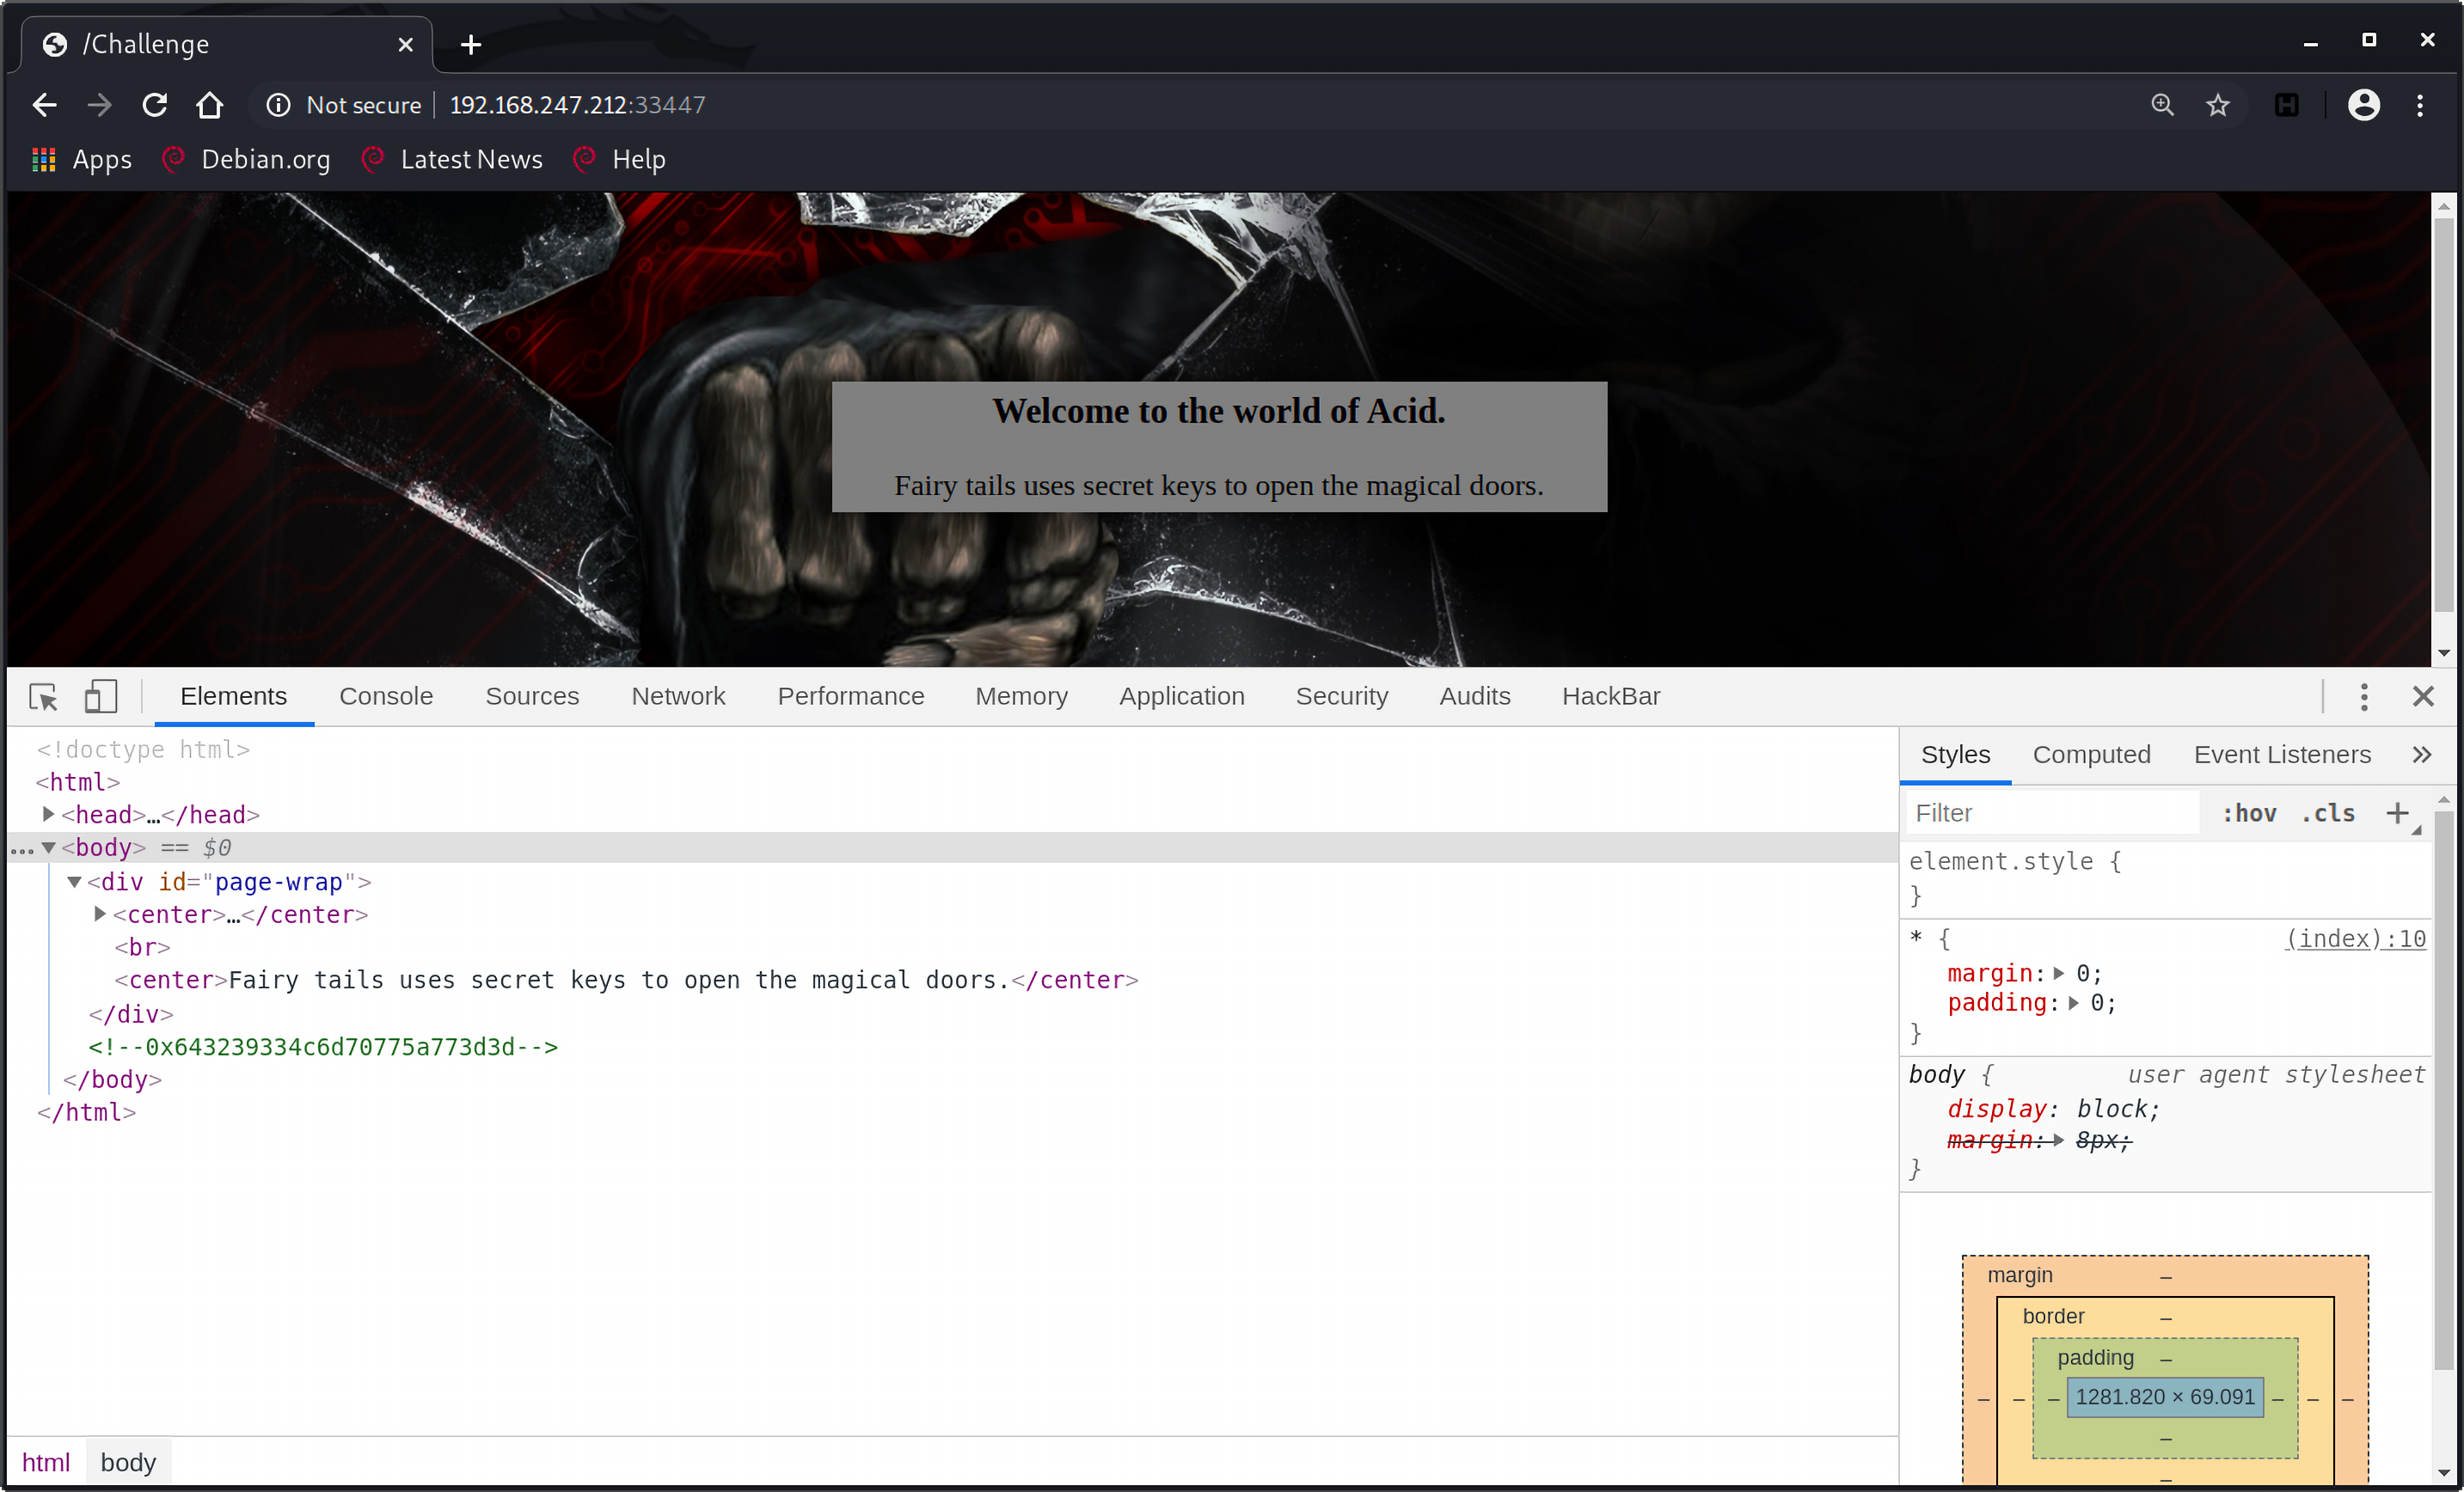 /Challenge
Not secure 192.168.247.212:33447
Apps Debian.org Latest News Help
Welcome to the world of Acid.
Fairy tails uses secret keys to open the magical doors.
Elements Console Sources Network Performance Memory Application Security Audits HackBar
<!doctype html>
<html>
<head>…</head>
<body> == $0
<div id="page-wrap">
<center>…</center>
<br>
<center>Fairy tails uses secret keys to open the magical doors.</center>
</div>
<!--0x643239334c6d70775a773d3d-->
</body>
</html>
html body
Styles Computed Event Listeners
Filter :hov .cls
element.style {
}
* { (index):10
margin: 0;
padding: 0;
}
body { user agent stylesheet
display: block;
margin: 8px;
}
margin –
border –
padding –
– – – 1281.820 × 69.091 – – –
–
–